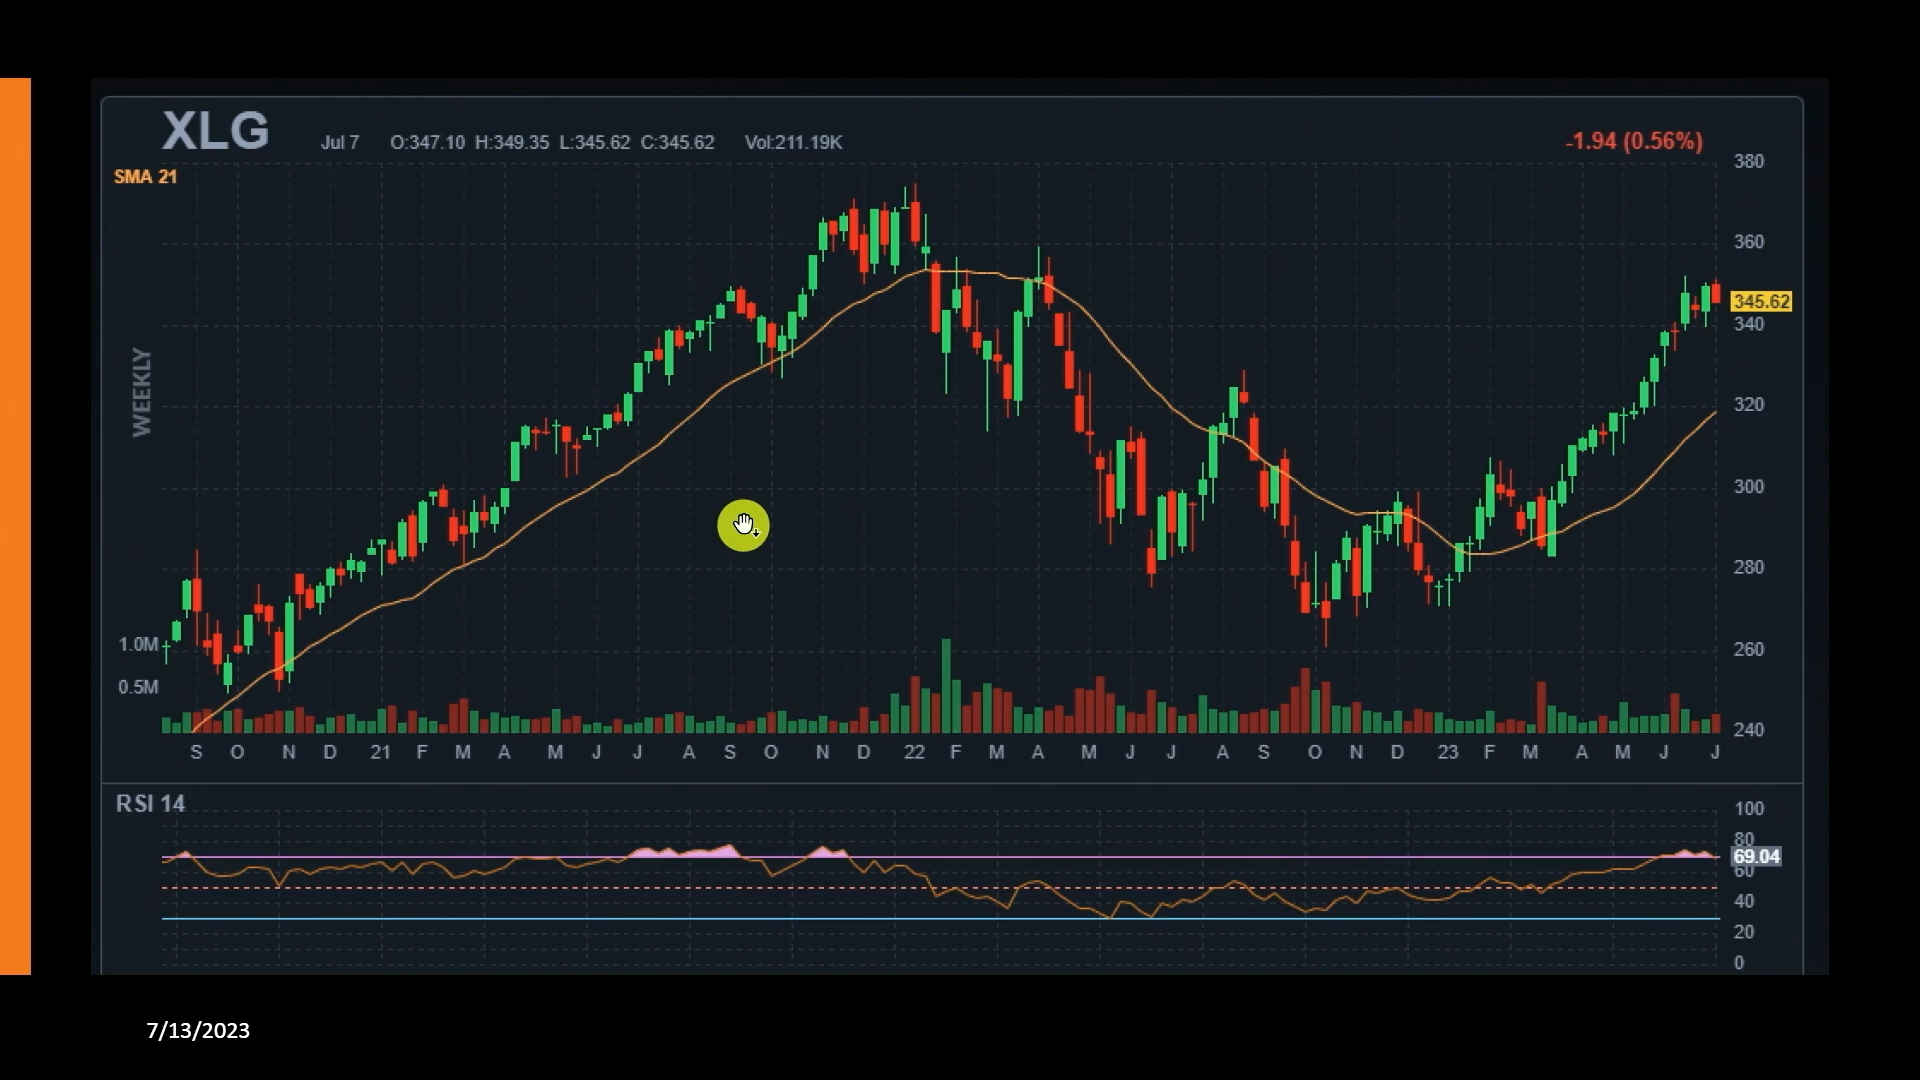 XLG Jul 7 O:347.10 H:349.35 L:345.62 C:345.62 Vol:211.19K -1.94 (0.56%)
SMA 21
WEEKLY
380
360
345.62
340
320
300
280
260
240
1.0M
0.5M
S O N D 21 F M A M J J A S O N D 22 F M A M J J A S O N D 23 F M A M J J
RSI 14
100
80
69.04
60
40
20
0
7/13/2023